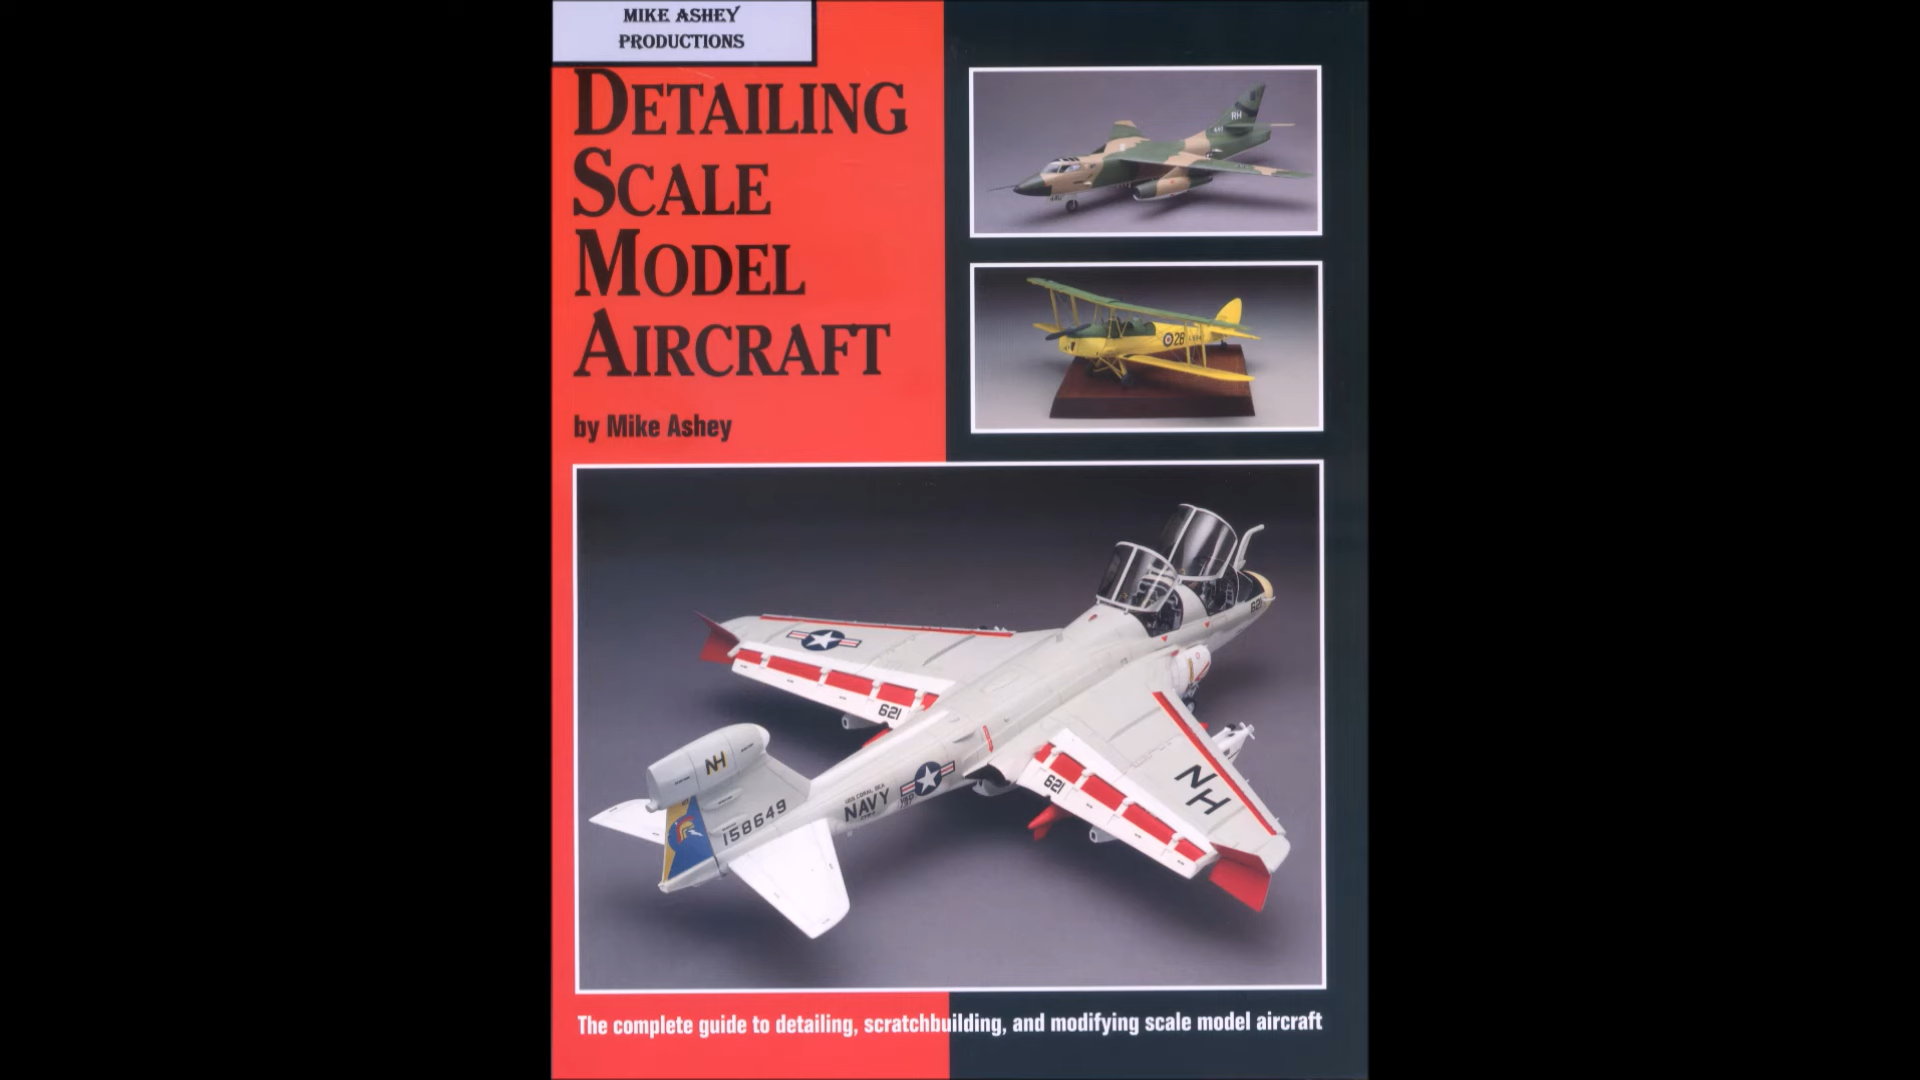 MIKE ASHEY
PRODUCTIONS
DETAILING
SCALE
MODEL
AIRCRAFT
by Mike Ashey
RH
28
621
621
NH
NAVY
158649
621
NH
The complete guide to detailing, scratchbuilding, and modifying scale model aircraft